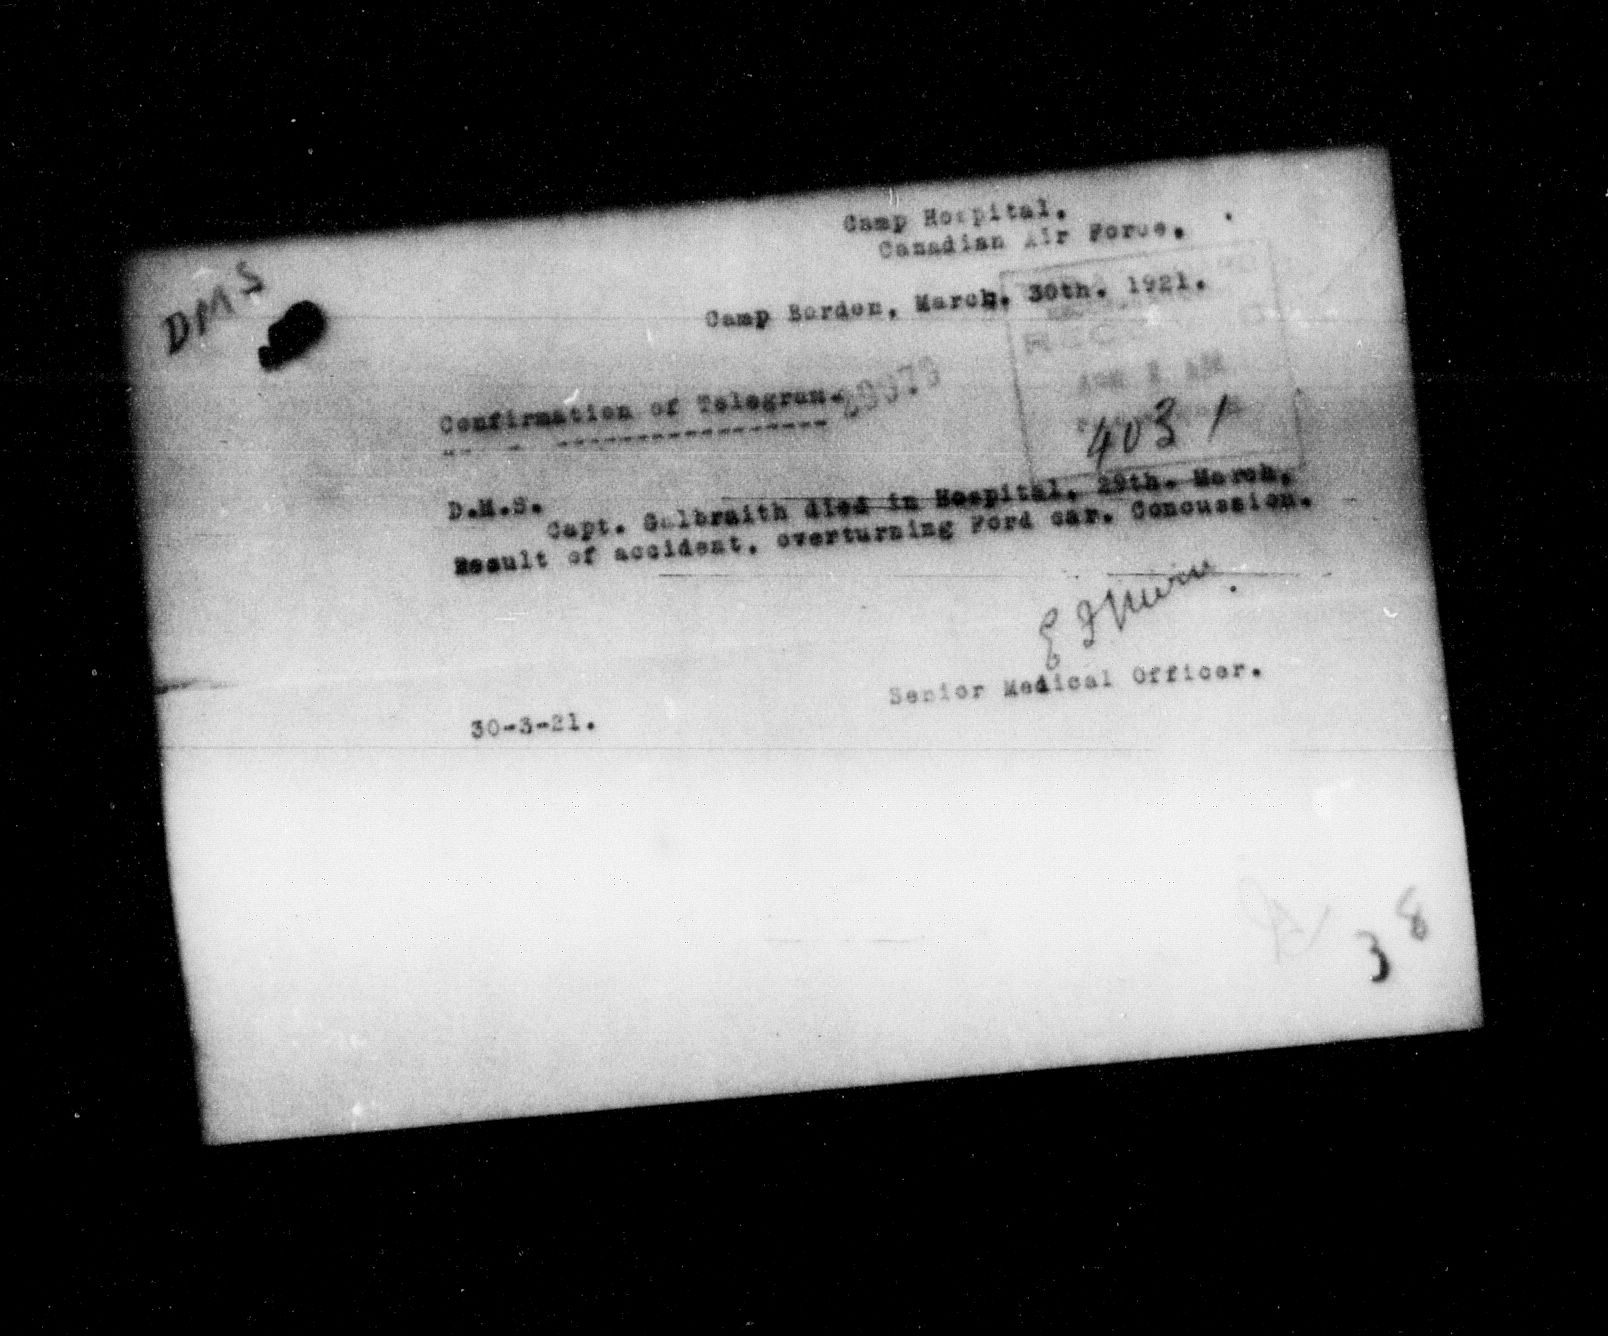 Camp Hospital.
Canadian Air Force.
DMS
Camp Borden, March. 30th. 1921.
Confirmation of Telegram.
4031
D.M.S.
Capt. Galbraith died in Hospital, 29th. March.
Result of accident, overturning Ford car. Concussion.
Senior Medical Officer.
30-3-21.
38